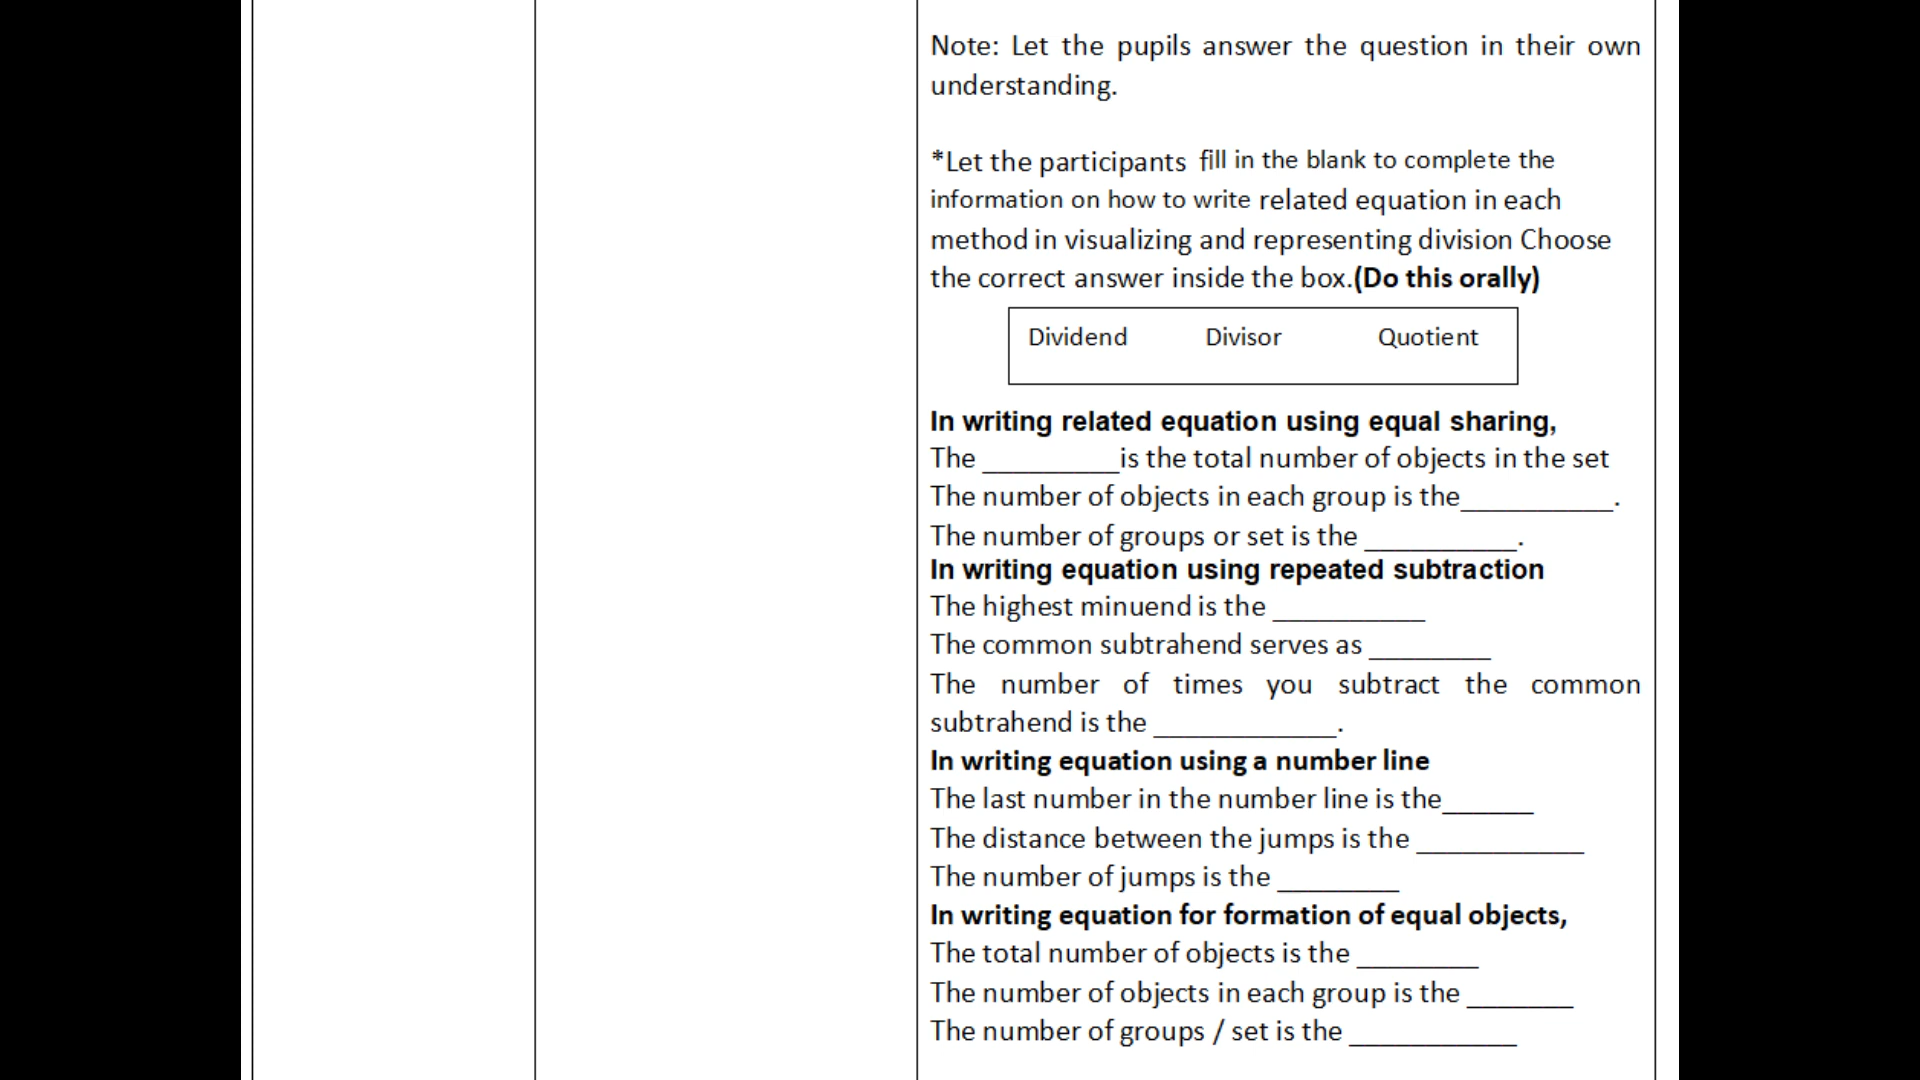 Note: Let the pupils answer the question in their own
understanding.
*Let the participants fill in the blank to complete the
information on how to write related equation in each
method in visualizing and representing division Choose
the correct answer inside the box.(Do this orally)
Dividend Divisor Quotient
In writing related equation using equal sharing,
The _________is the total number of objects in the set
The number of objects in each group is the__________.
The number of groups or set is the __________.
In writing equation using repeated subtraction
The highest minuend is the __________
The common subtrahend serves as ________
The number of times you subtract the common
subtrahend is the ____________.
In writing equation using a number line
The last number in the number line is the______
The distance between the jumps is the ___________
The number of jumps is the ________
In writing equation for formation of equal objects,
The total number of objects is the ________
The number of objects in each group is the _______
The number of groups / set is the ___________